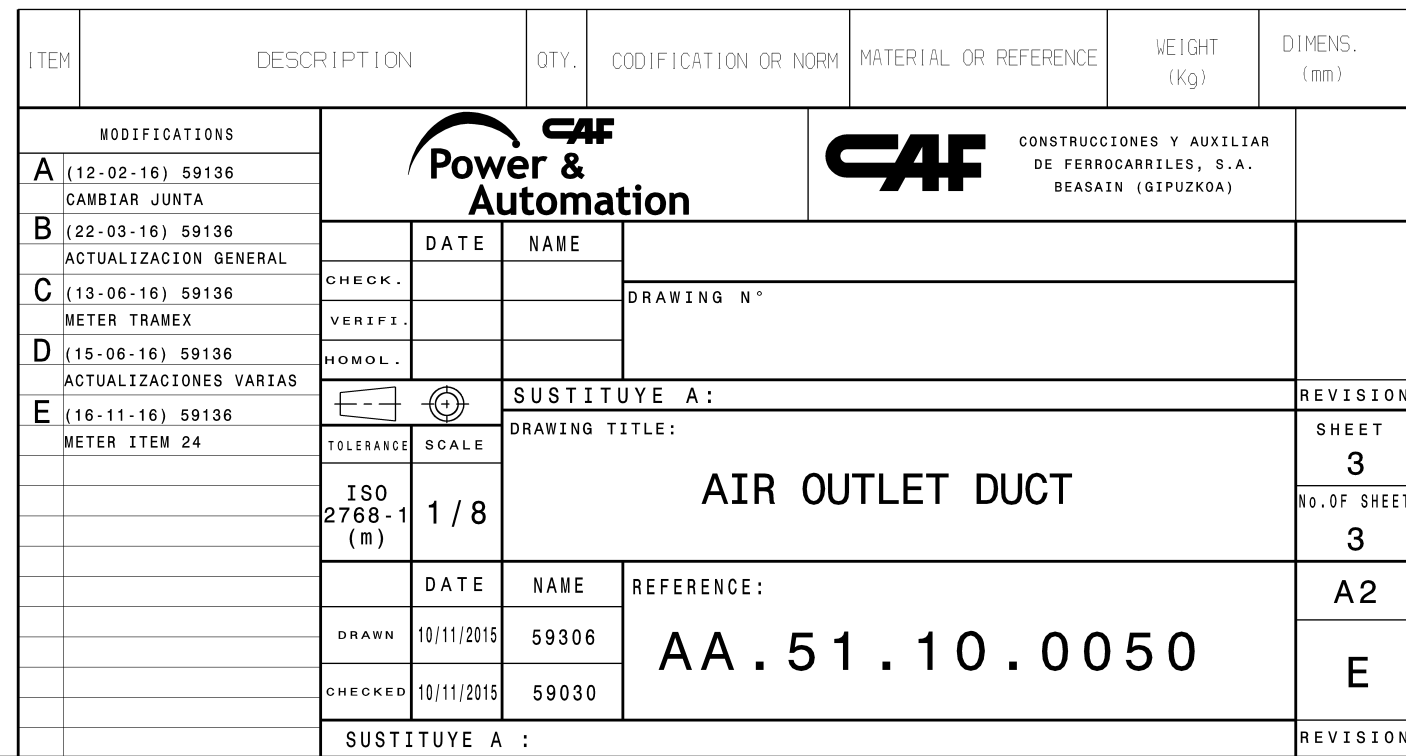 ITEM DESCRIPTION QTY. CODIFICATION OR NORM MATERIAL OR REFERENCE WEIGHT (Kg) DIMENS. (mm)
MODIFICATIONS
A (12-02-16) 59136
CAMBIAR JUNTA
B (22-03-16) 59136
ACTUALIZACION GENERAL
C (13-06-16) 59136
METER TRAMEX
D (15-06-16) 59136
ACTUALIZACIONES VARIAS
E (16-11-16) 59136
METER ITEM 24
CAF
Power &
Automation
CAF
CONSTRUCCIONES Y AUXILIAR
DE FERROCARRILES, S.A.
BEASAIN (GIPUZKOA)
DATE NAME
CHECK.
VERIFI.
HOMOL.
DRAWING N°
SUSTITUYE A:
REVISION
TOLERANCE SCALE
ISO
2768-1
(m)
1/8
DRAWING TITLE:
AIR OUTLET DUCT
SHEET
3
No.OF SHEET
3
DATE NAME
DRAWN 10/11/2015 59306
CHECKED 10/11/2015 59030
REFERENCE:
AA.51.10.0050
A2
E
SUSTITUYE A :
REVISION